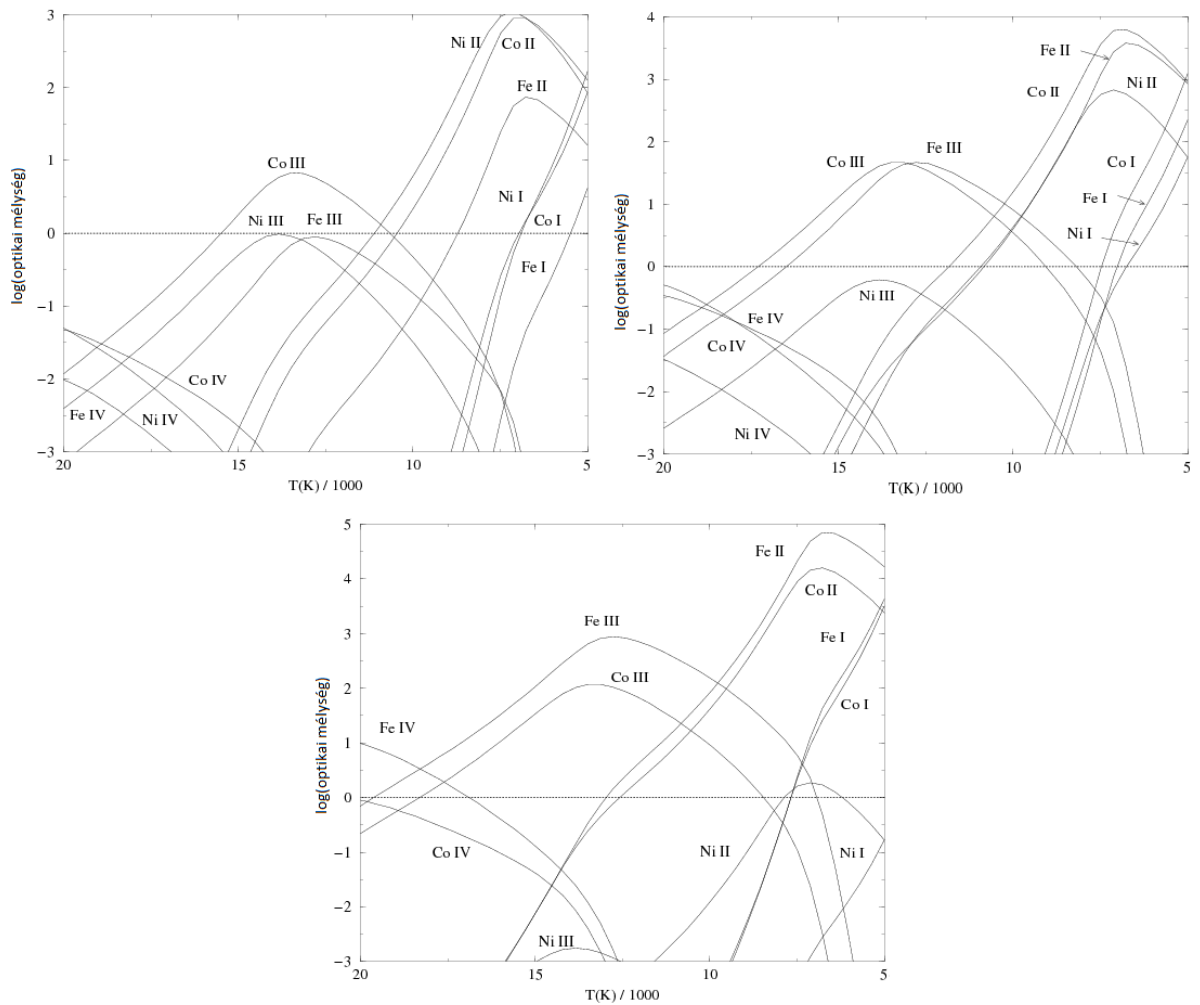 3
2
1
0
−1
−2
−3
20
15
10
5
log(optikai mélység)
T(K) / 1000
Ni II
Co II
Fe II
Co III
Ni III
Fe III
Ni I
Co I
Fe I
Co IV
Fe IV
Ni IV
4
3
2
1
0
−1
−2
−3
20
15
10
5
log(optikai mélység)
T(K) / 1000
Fe II
Co II
Ni II
Co III
Fe III
Co I
Fe I
Ni I
Ni III
Fe IV
Co IV
Ni IV
5
4
3
2
1
0
−1
−2
−3
20
15
10
5
log(optikai mélység)
T(K) / 1000
Fe II
Co II
Fe III
Fe I
Co III
Co I
Fe IV
Co IV
Ni II
Ni I
Ni III